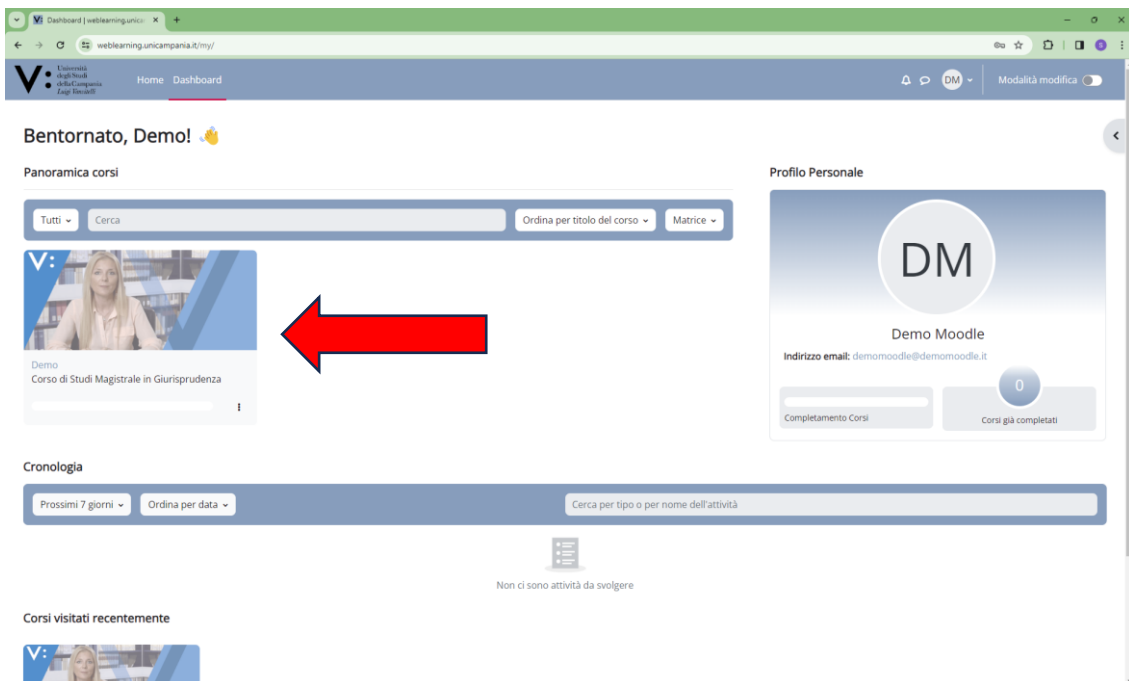 Dashboard | weblearning.unica
weblearning.unicampania.it/my/
V:
Università
degli Studi
della Campania
Luigi Vanvitelli
Home Dashboard
DM
Modalità modifica
Bentornato, Demo!
Panoramica corsi
Tutti
Cerca
Ordina per titolo del corso
Matrice
V:
Demo
Corso di Studi Magistrale in Giurisprudenza
Profilo Personale
DM
Demo Moodle
Indirizzo email: demomoodle@demomoodle.it
Completamento Corsi
0
Corsi già completati
Cronologia
Prossimi 7 giorni
Ordina per data
Cerca per tipo o per nome dell'attività
Non ci sono attività da svolgere
Corsi visitati recentemente
V: